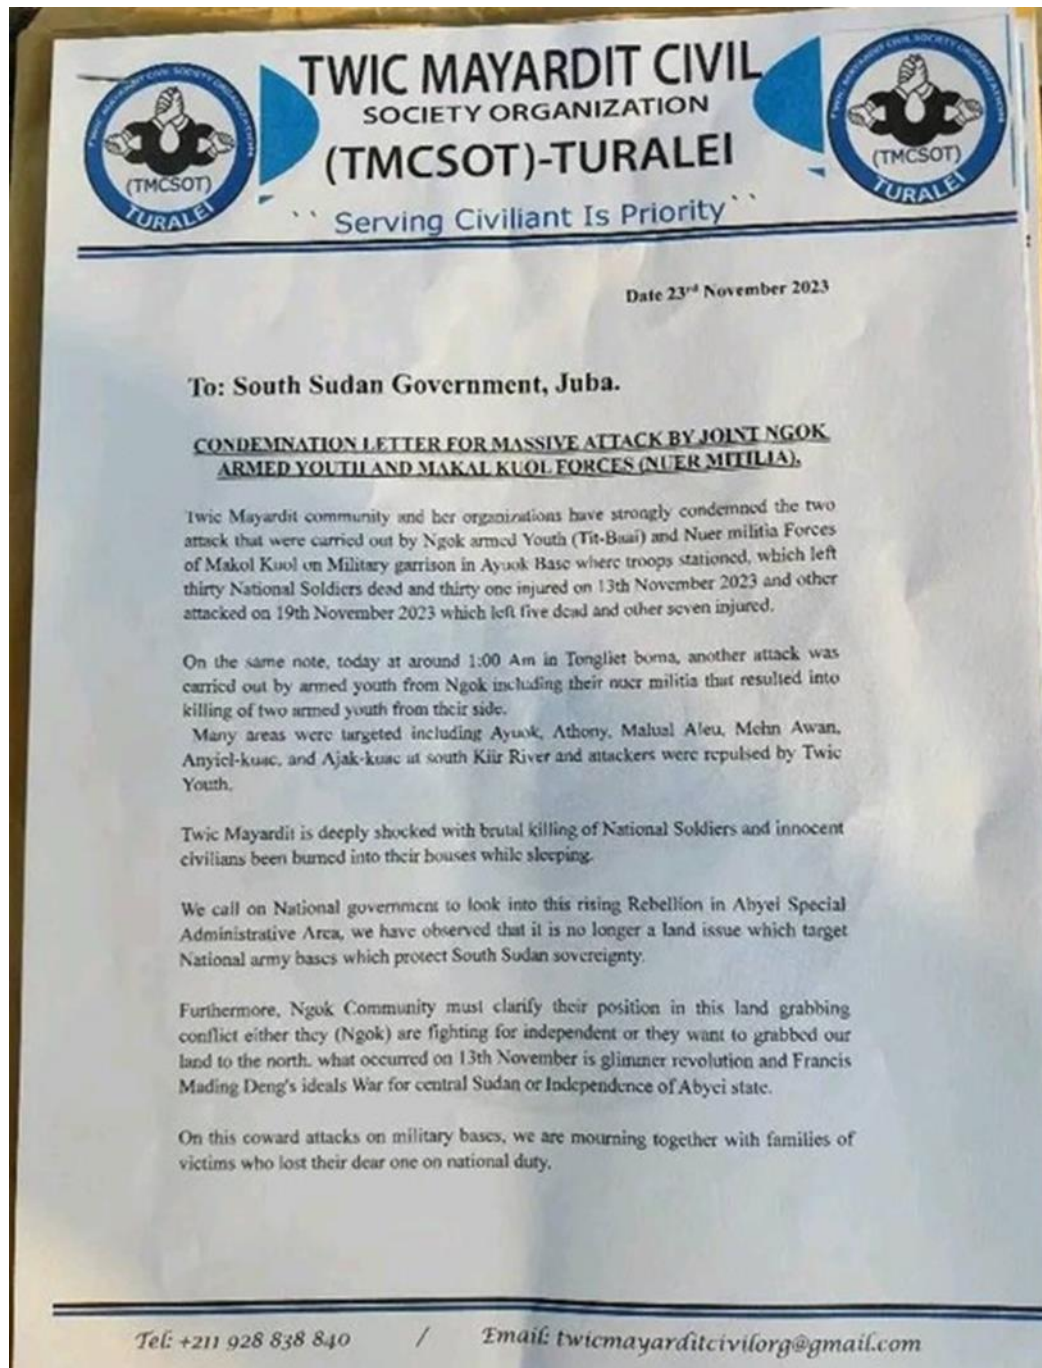 TWIC MAYARDIT CIVIL
SOCIETY ORGANIZATION
(TMCSOT)-TURALEI
`` Serving Civiliant Is Priority ``
TWIC MAYARDIT CIVIL SOCIETY ORGANIZATION
(TMCSOT)
TURALEI
TWIC MAYARDIT CIVIL SOCIETY ORGANIZATION
(TMCSOT)
TURALEI
Date 23rd November 2023
To: South Sudan Government, Juba.
CONDEMNATION LETTER FOR MASSIVE ATTACK BY JOINT NGOK
ARMED YOUTH AND MAKAL KUOL FORCES (NUER MITILIA).
Twic Mayardit community and her organizations have strongly condemned the two
attack that were carried out by Ngok armed Youth (Tit-Baai) and Nuer militia Forces
of Makol Kuol on Military garrison in Ayuok Base where troops stationed, which left
thirty National Soldiers dead and thirty one injured on 13th November 2023 and other
attacked on 19th November 2023 which left five dead and other seven injured.
On the same note, today at around 1:00 Am in Tongliet boma, another attack was
carried out by armed youth from Ngok including their nuer militia that resulted into
killing of two armed youth from their side.
Many areas were targeted including Ayuok, Athony, Malual Aleu, Mehn Awan,
Anyiel-kuac, and Ajak-kuac at south Kiir River and attackers were repulsed by Twic
Youth.
Twic Mayardit is deeply shocked with brutal killing of National Soldiers and innocent
civilians been burned into their houses while sleeping.
We call on National government to look into this rising Rebellion in Abyei Special
Administrative Area, we have observed that it is no longer a land issue which target
National army bases which protect South Sudan sovereignty.
Furthermore, Ngok Community must clarify their position in this land grabbing
conflict either they (Ngok) are fighting for independent or they want to grabbed our
land to the north. what occurred on 13th November is glimmer revolution and Francis
Mading Deng's ideals War for central Sudan or Independence of Abyei state.
On this coward attacks on military bases, we are mourning together with families of
victims who lost their dear one on national duty.
Tel: +211 928 838 840 / Email: twicmayarditcivilorg@gmail.com